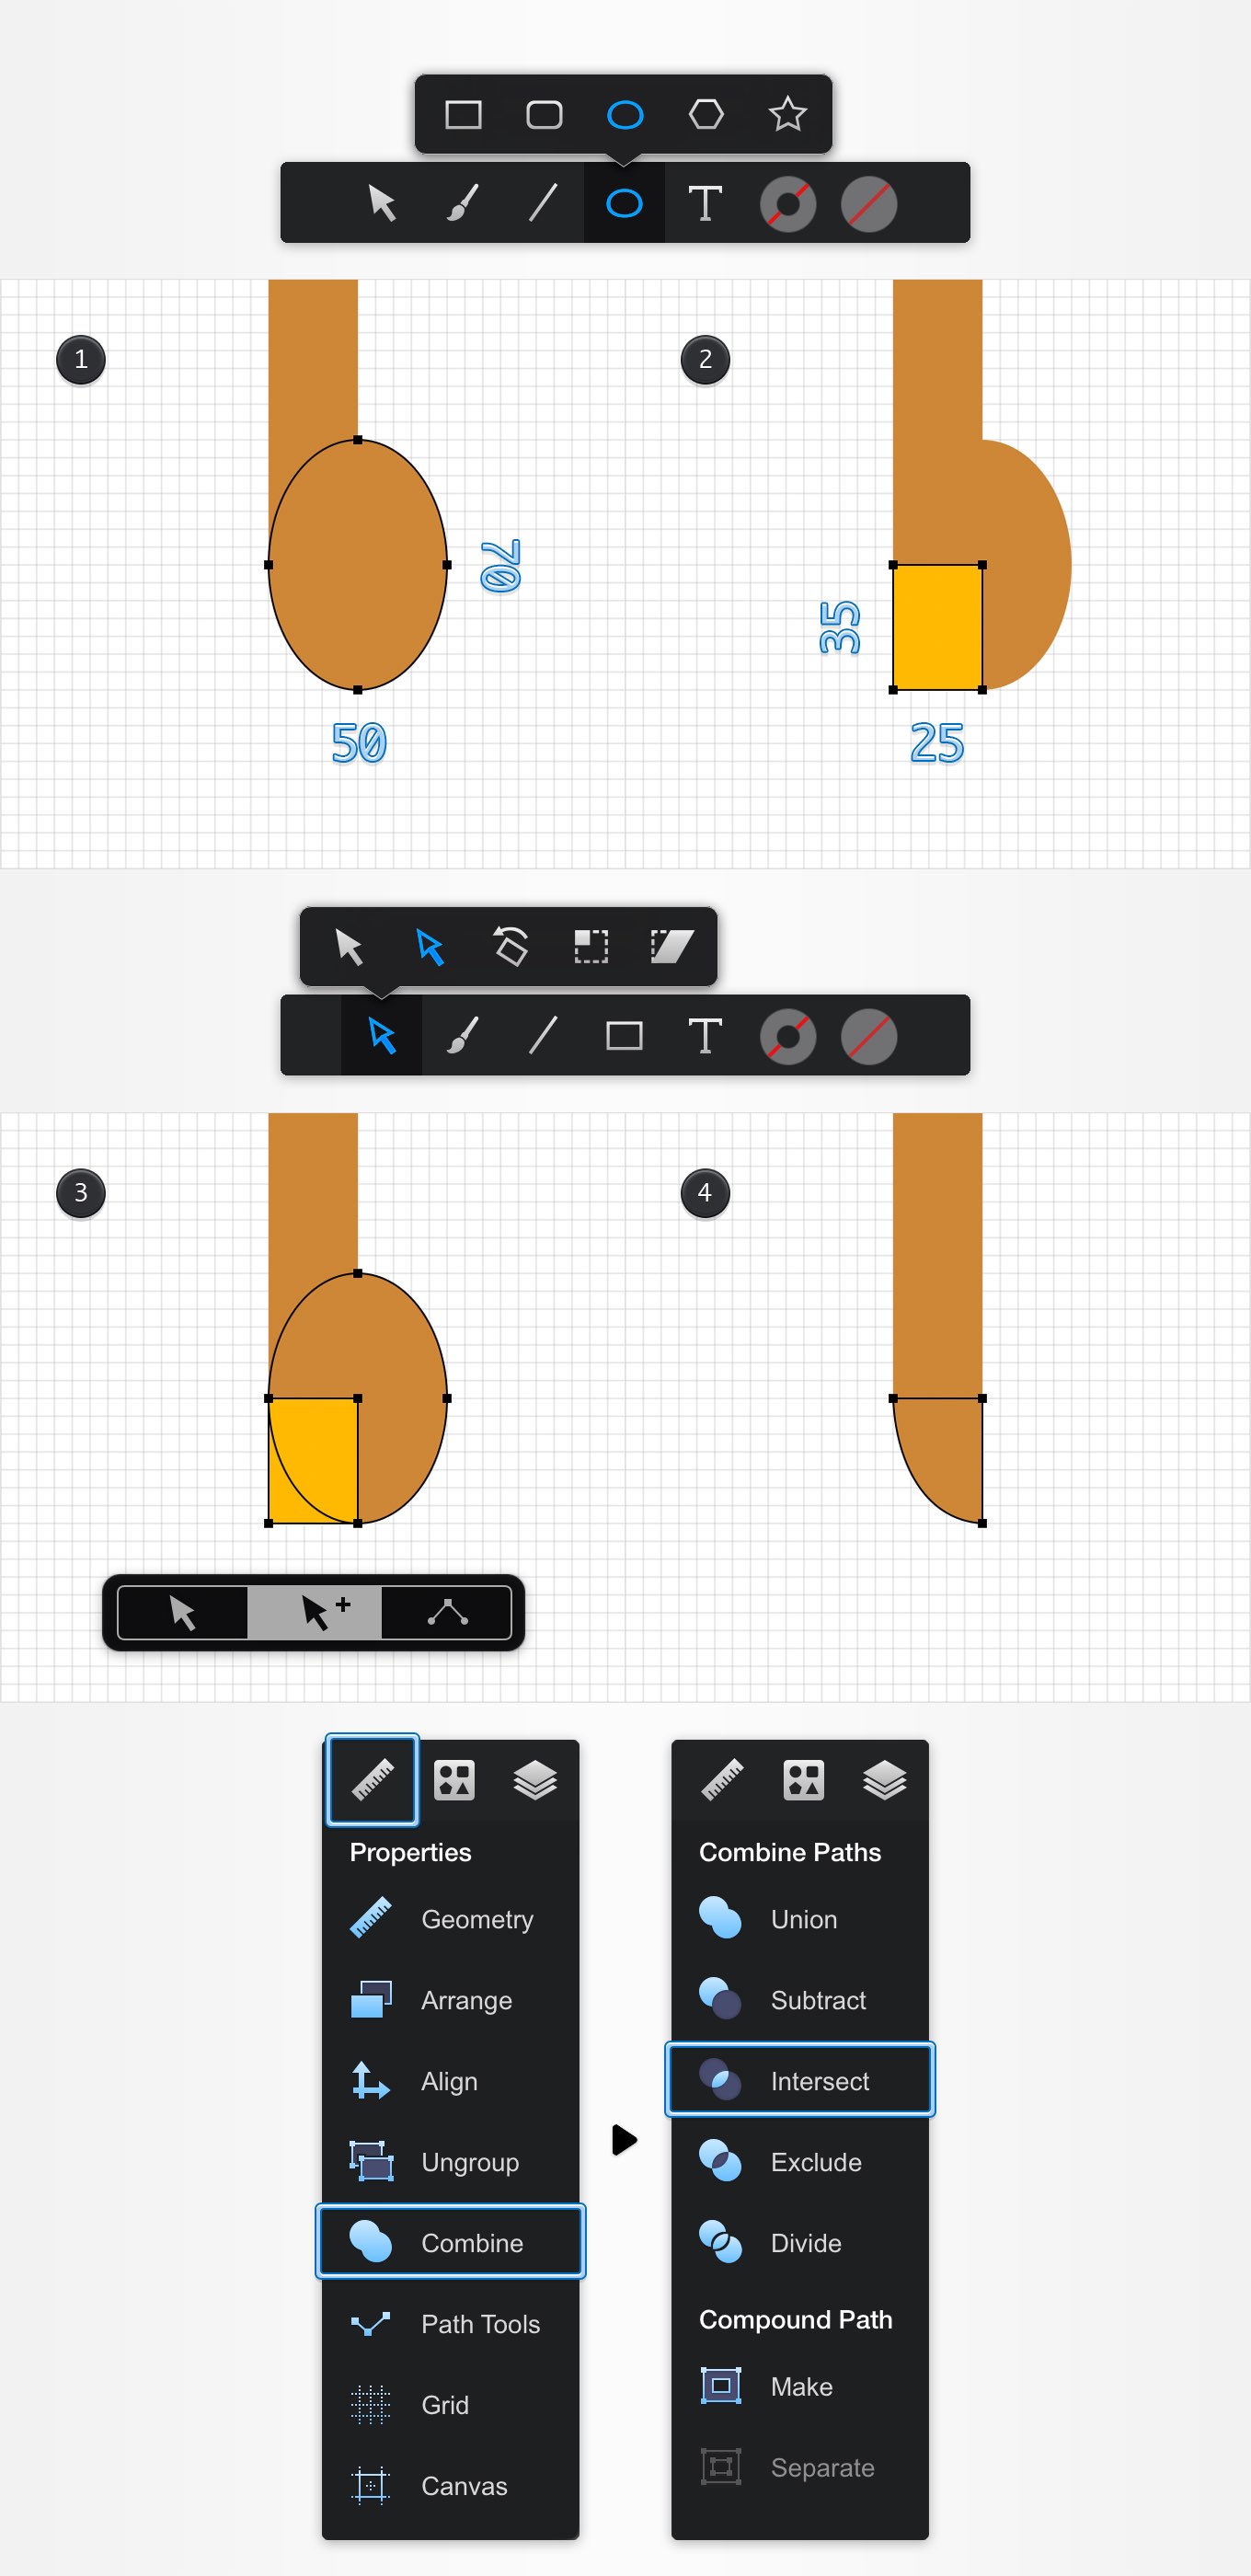 1
2
70
35
50
25
3
4
Properties
Geometry
Arrange
Align
Ungroup
Combine
Path Tools
Grid
Canvas
Combine Paths
Union
Subtract
Intersect
Exclude
Divide
Compound Path
Make
Separate